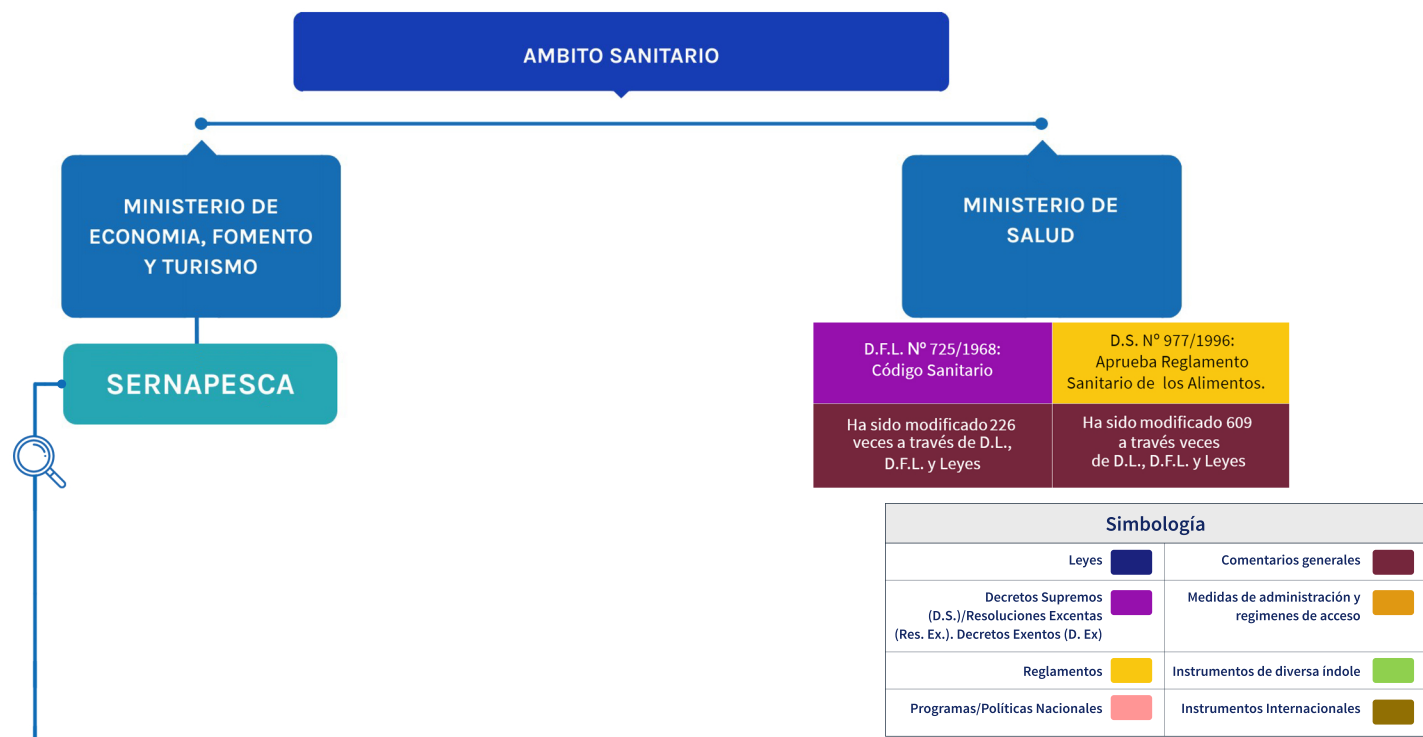 AMBITO SANITARIO
MINISTERIO DE
ECONOMIA, FOMENTO
Y TURISMO
SERNAPESCA
MINISTERIO DE
SALUD
D.F.L. Nº 725/1968:
Código Sanitario
D.S. Nº 977/1996:
Aprueba Reglamento
Sanitario de los Alimentos.
Ha sido modificado 226
veces a través de D.L.,
D.F.L. y Leyes
Ha sido modificado 609
a través veces
de D.L., D.F.L. y Leyes
Simbología
Leyes
Comentarios generales
Decretos Supremos
(D.S.)/Resoluciones Excentas
(Res. Ex.). Decretos Exentos (D. Ex)
Medidas de administración y
regimenes de acceso
Reglamentos
Instrumentos de diversa índole
Programas/Políticas Nacionales
Instrumentos Internacionales